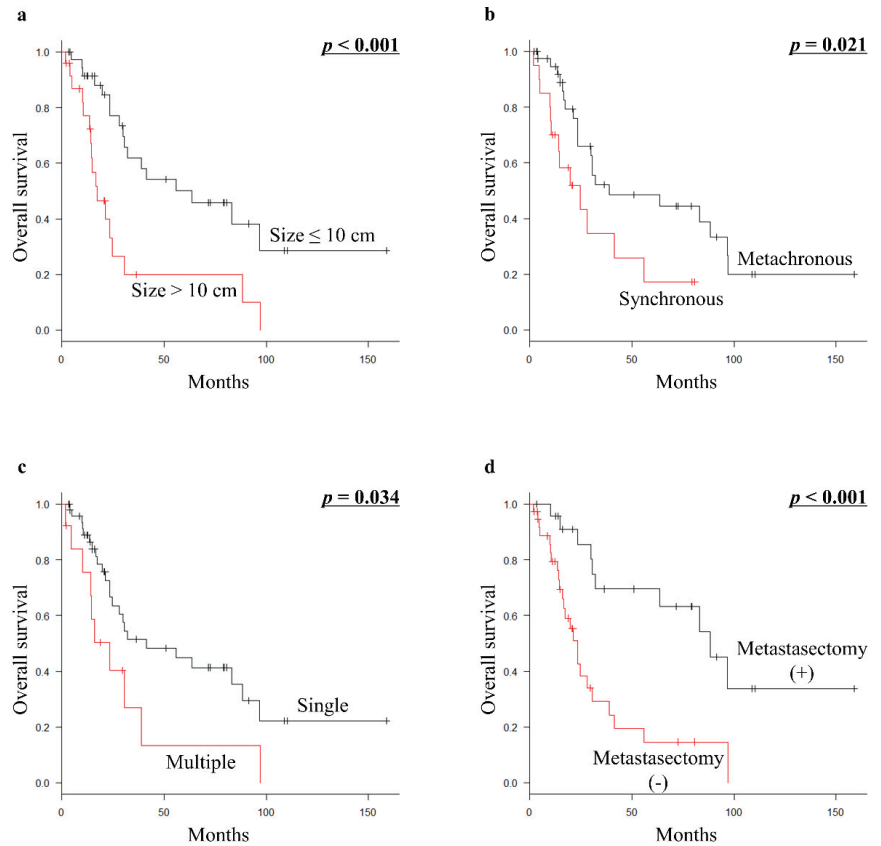 a
p < 0.001
1.0
0.8
0.6
0.4
0.2
0.0
Overall survival
Size ≤ 10 cm
Size > 10 cm
0 50 100 150
Months
b
p = 0.021
1.0
0.8
0.6
0.4
0.2
0.0
Overall survival
Metachronous
Synchronous
0 50 100 150
Months
c
p = 0.034
1.0
0.8
0.6
0.4
0.2
0.0
Overall survival
Single
Multiple
0 50 100 150
Months
d
p < 0.001
1.0
0.8
0.6
0.4
0.2
0.0
Overall survival
Metastasectomy
(+)
Metastasectomy
(-)
0 50 100 150
Months